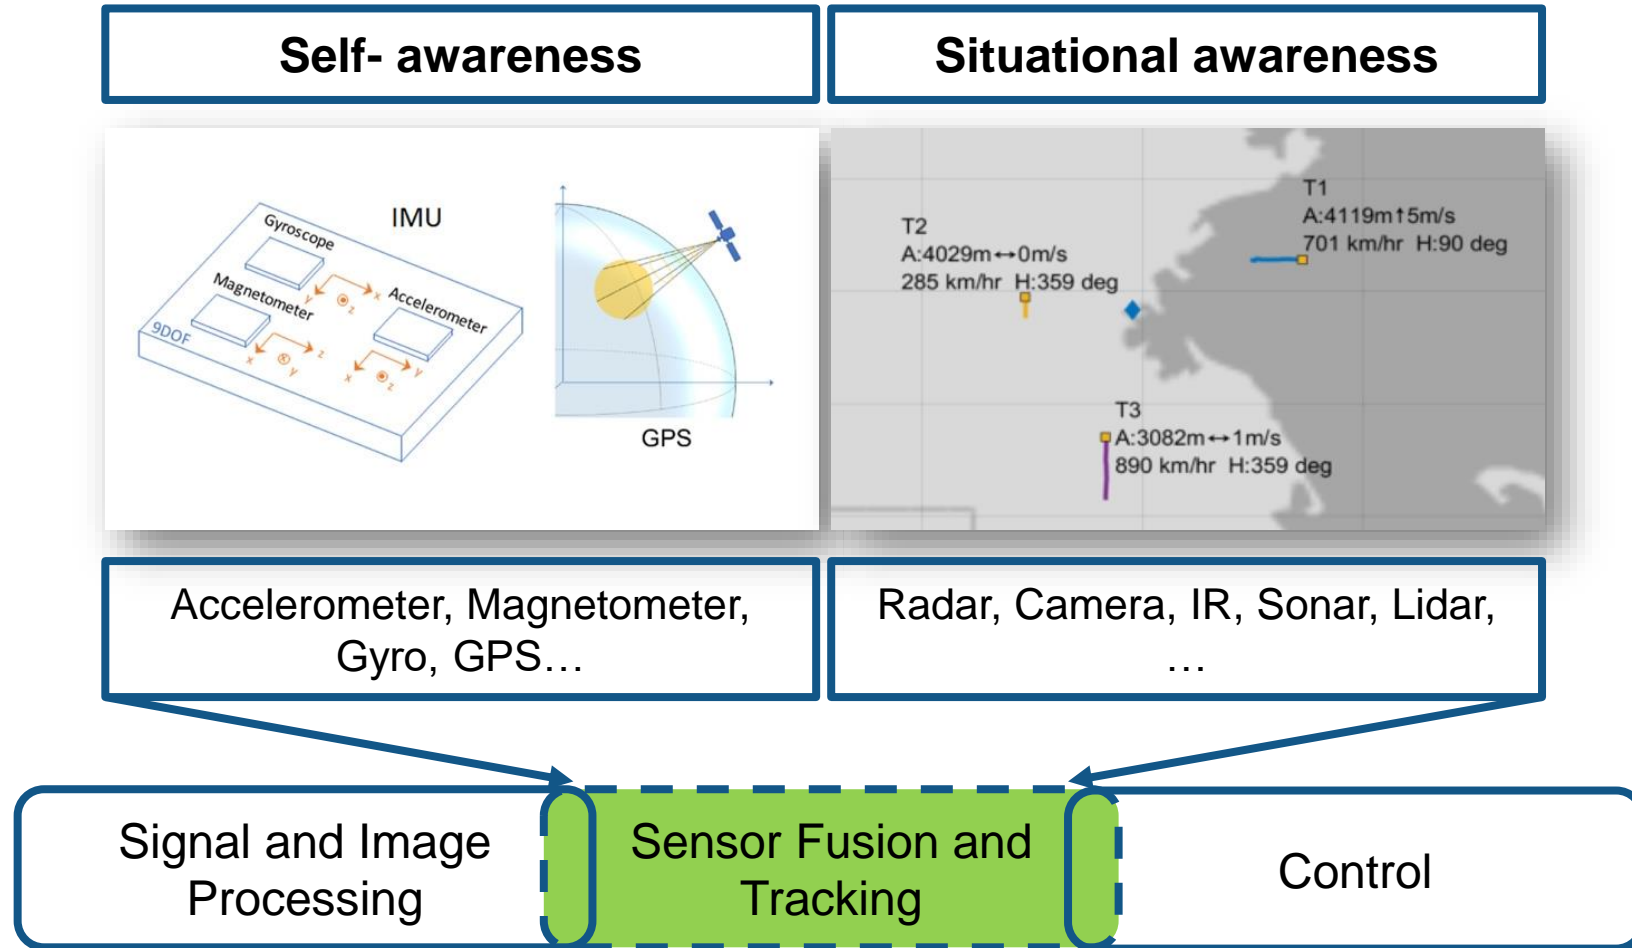 Self- awareness
Situational awareness
IMU
Gyroscope
x
y
z
Magnetometer
z
x
y
Accelerometer
y
x
z
9DOF
GPS
T1
A:4119m↑5m/s
701 km/hr H:90 deg
T2
A:4029m↔0m/s
285 km/hr H:359 deg
T3
A:3082m↔1m/s
890 km/hr H:359 deg
Accelerometer, Magnetometer,
Gyro, GPS…
Radar, Camera, IR, Sonar, Lidar,
…
Signal and Image
Processing
Sensor Fusion and
Tracking
Control